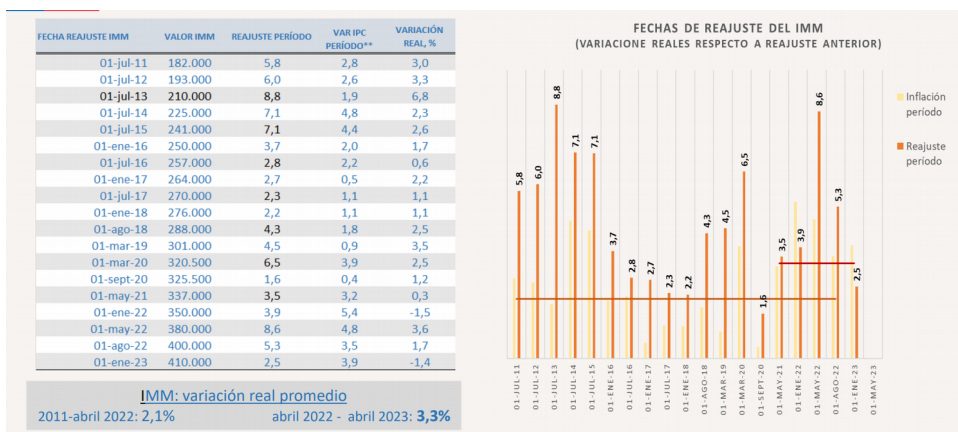 FECHA REAJUSTE IMM VALOR IMM REAJUSTE PERÍODO VAR IPC PERÍODO** VARIACIÓN REAL, %
01-jul-11 182.000 5,8 2,8 3,0
01-jul-12 193.000 6,0 2,6 3,3
01-jul-13 210.000 8,8 1,9 6,8
01-jul-14 225.000 7,1 4,8 2,3
01-jul-15 241.000 7,1 4,4 2,6
01-ene-16 250.000 3,7 2,0 1,7
01-jul-16 257.000 2,8 2,2 0,6
01-ene-17 264.000 2,7 0,5 2,2
01-jul-17 270.000 2,3 1,1 1,1
01-ene-18 276.000 2,2 1,1 1,1
01-ago-18 288.000 4,3 1,8 2,5
01-mar-19 301.000 4,5 0,9 3,5
01-mar-20 320.500 6,5 3,9 2,5
01-sept-20 325.500 1,6 0,4 1,2
01-may-21 337.000 3,5 3,2 0,3
01-ene-22 350.000 3,9 5,4 -1,5
01-may-22 380.000 8,6 4,8 3,6
01-ago-22 400.000 5,3 3,5 1,7
01-ene-23 410.000 2,5 3,9 -1,4
IMM: variación real promedio
2011-abril 2022: 2,1% abril 2022 - abril 2023: 3,3%
FECHAS DE REAJUSTE DEL IMM
(VARIACIONE REALES RESPECTO A REAJUSTE ANTERIOR)
5,8
6,0
8,8
7,1
7,1
3,7
2,8
2,7
2,3
2,2
4,3
4,5
6,5
1,6
3,5
3,9
8,6
5,3
2,5
Inflación
período
Reajuste
período
01-JUL-11
01-JUL-12
01-JUL-13
01-JUL-14
01-JUL-15
01-ENE-16
01-JUL-16
01-ENE-17
01-JUL-17
01-ENE-18
01-AGO-18
01-MAR-19
01-MAR-20
01-SEPT-20
01-MAY-21
01-ENE-22
01-MAY-22
01-AGO-22
01-ENE-23
01-MAY-23